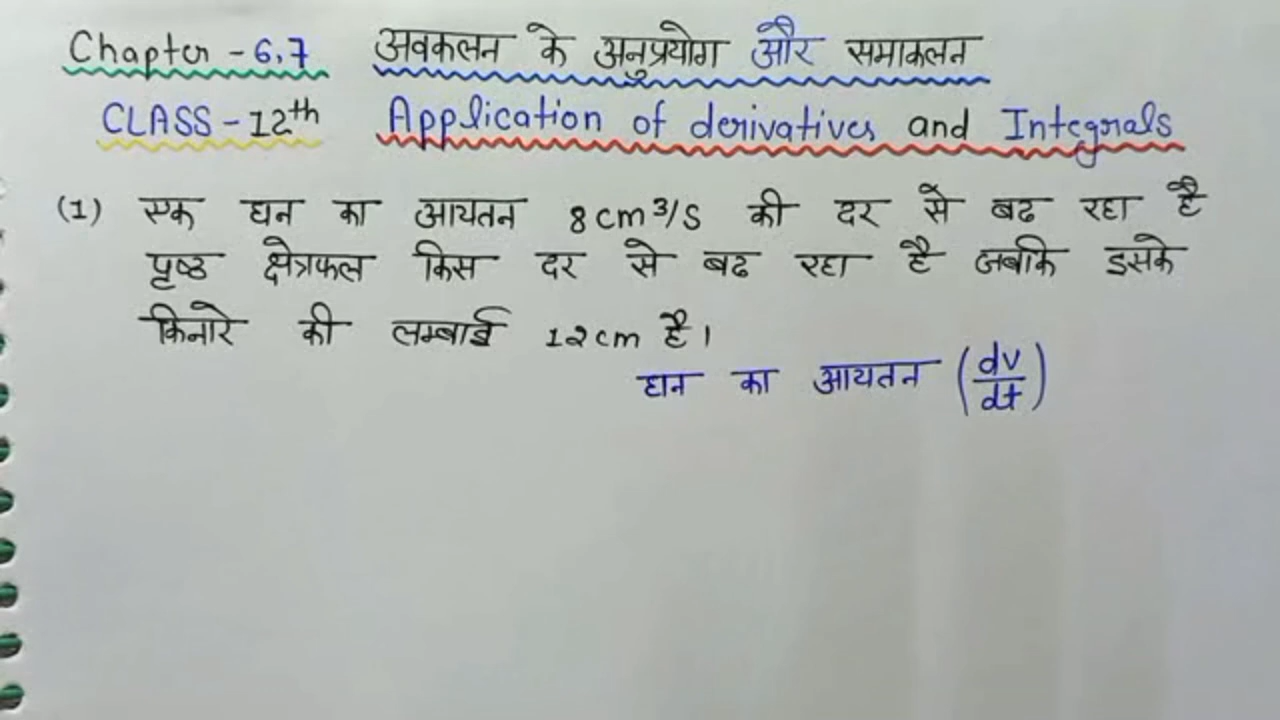 Chapter - 6,7 अवकलन के अनुप्रयोग और समाकलन
CLASS - 12th Application of derivatives and Integrals
(1) एक घन का आयतन 8 cm³/s की दर से बढ रहा है
पृष्ठ क्षेत्रफल किस दर से बढ रहा है जबकि इसके
किनारे की लम्बाई 12 cm है।
घन का आयतन (dv/dt)